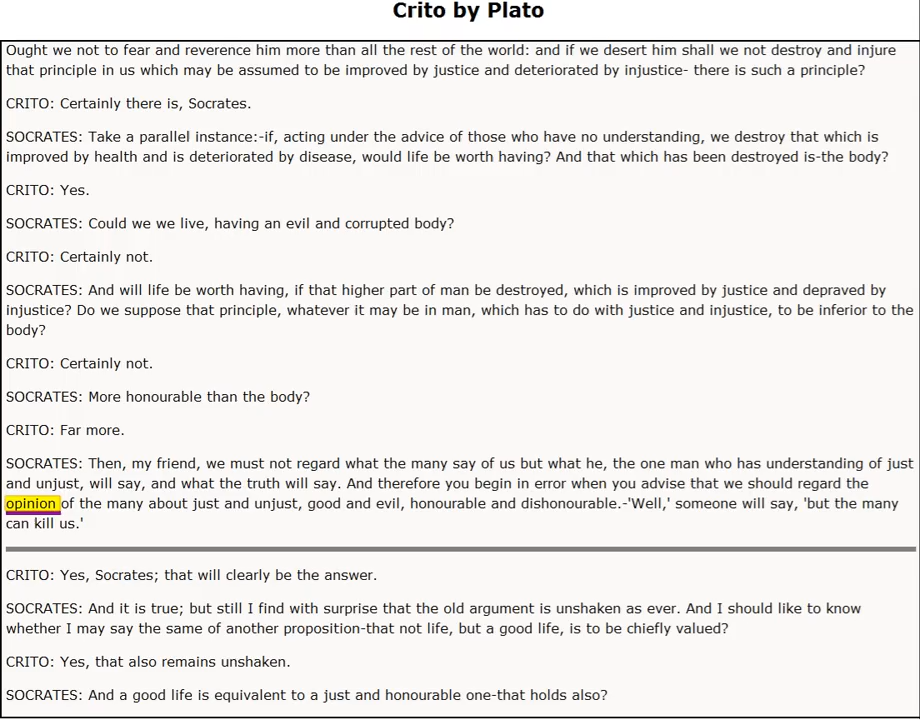 Crito by Plato
Ought we not to fear and reverence him more than all the rest of the world: and if we desert him shall we not destroy and injure
that principle in us which may be assumed to be improved by justice and deteriorated by injustice- there is such a principle?
CRITO: Certainly there is, Socrates.
SOCRATES: Take a parallel instance:-if, acting under the advice of those who have no understanding, we destroy that which is
improved by health and is deteriorated by disease, would life be worth having? And that which has been destroyed is-the body?
CRITO: Yes.
SOCRATES: Could we we live, having an evil and corrupted body?
CRITO: Certainly not.
SOCRATES: And will life be worth having, if that higher part of man be destroyed, which is improved by justice and depraved by
injustice? Do we suppose that principle, whatever it may be in man, which has to do with justice and injustice, to be inferior to the
body?
CRITO: Certainly not.
SOCRATES: More honourable than the body?
CRITO: Far more.
SOCRATES: Then, my friend, we must not regard what the many say of us but what he, the one man who has understanding of just
and unjust, will say, and what the truth will say. And therefore you begin in error when you advise that we should regard the
opinion of the many about just and unjust, good and evil, honourable and dishonourable.-'Well,' someone will say, 'but the many
can kill us.'
CRITO: Yes, Socrates; that will clearly be the answer.
SOCRATES: And it is true; but still I find with surprise that the old argument is unshaken as ever. And I should like to know
whether I may say the same of another proposition-that not life, but a good life, is to be chiefly valued?
CRITO: Yes, that also remains unshaken.
SOCRATES: And a good life is equivalent to a just and honourable one-that holds also?